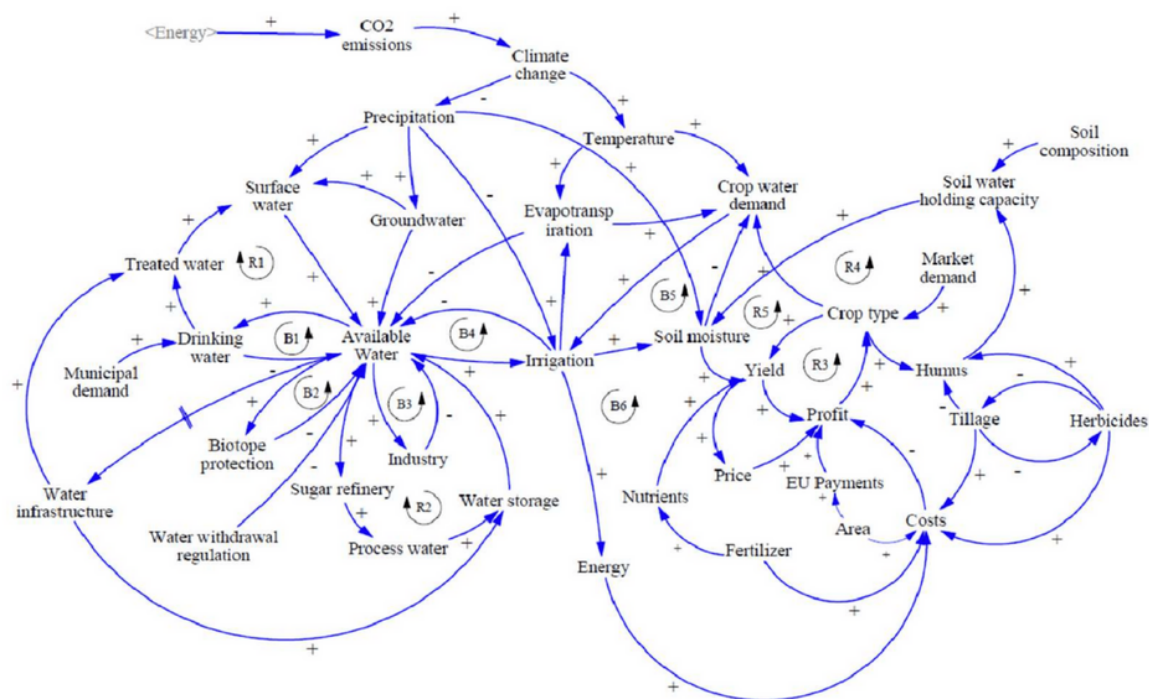 <Energy>
+
CO2
emissions
+
Climate
change
-
+
Precipitation
Temperature
+
+
+
-
+
+
Soil
composition
+
Surface
water
+
Groundwater
Evapotransp
iration
Crop water
demand
Soil water
holding capacity
+
+
+
-
+
+
Treated water
R1
Market
demand
R4
+
+
-
-
B5
R5
+
+
Crop type
Drinking
water
B1
Available
Water
B4
Irrigation
+
Soil moisture
+
Yield
R3
Humus
+
+
+
Municipal
demand
+
-
B2
B3
-
B6
+
Profit
-
-
Tillage
Herbicides
+
Biotope
protection
-
+
+
Industry
+
Price
+
+
EU Payments
-
+
-
Water
infrastructure
Sugar refinery
R2
Water storage
Nutrients
+
Area
Costs
Water withdrawal
regulation
+
Process water
+
Energy
+
Fertilizer
+
+
+
+
+